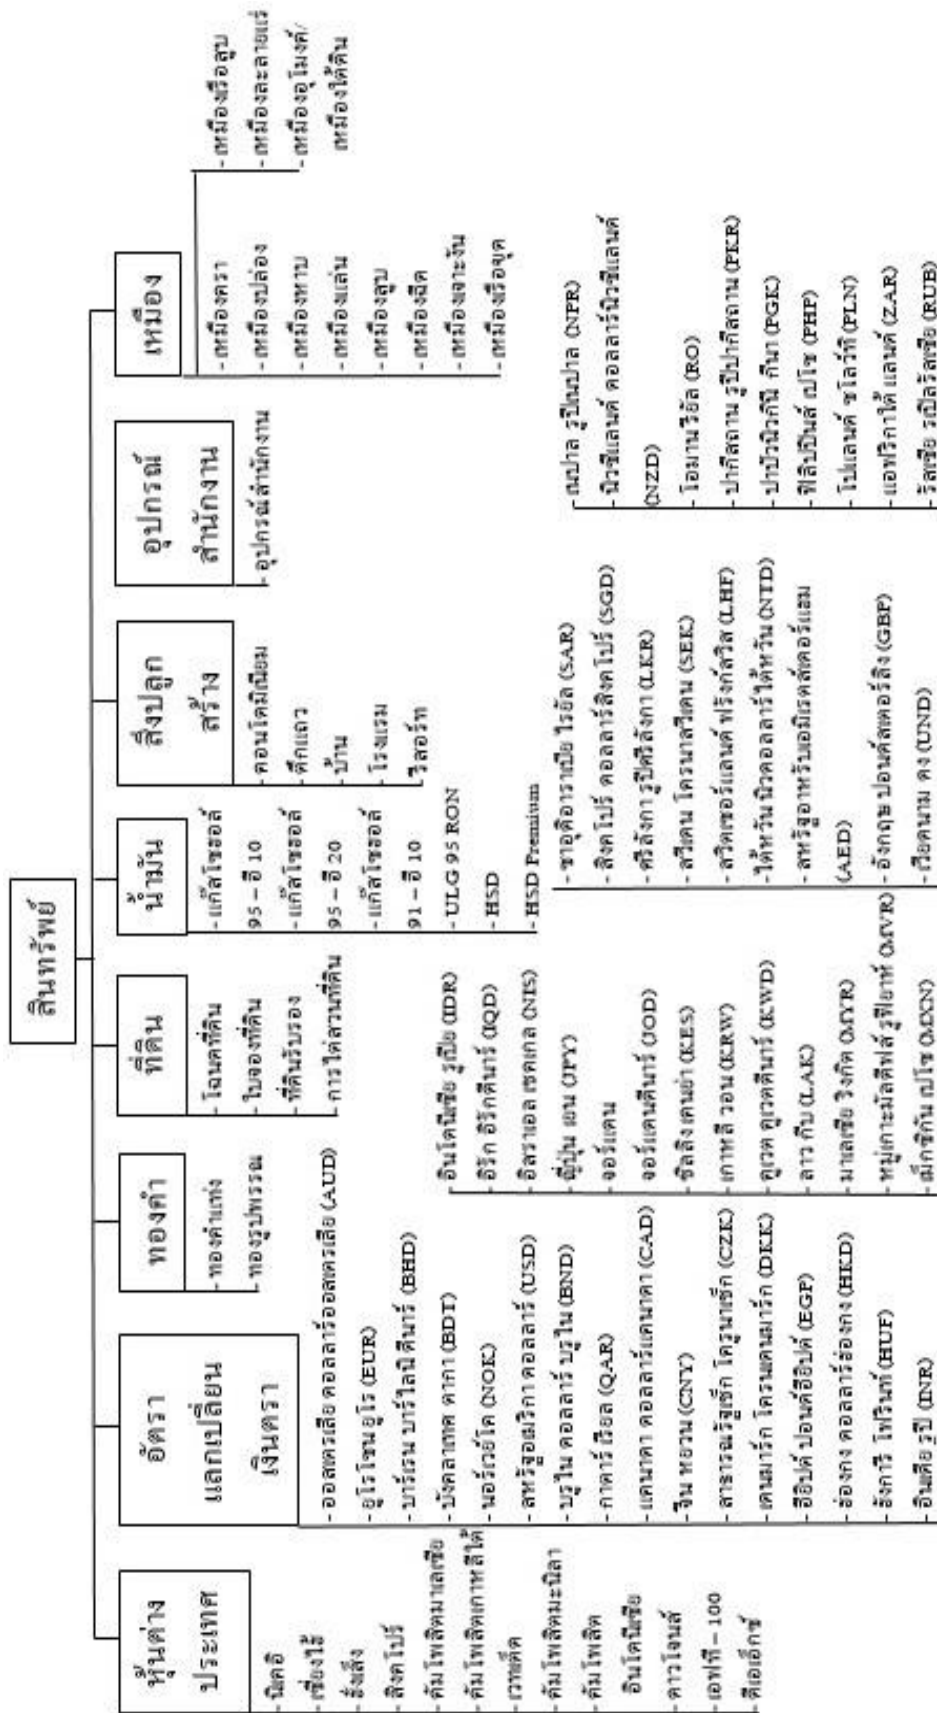 สินทรัพย์
หุ้นต่าง
ประเทศ
- นิเคอิ
- เซี่ยงไฮ้
- ฮั่งเส็ง
- สิงคโปร์
- คัมโพสิตมาเลเซีย
- คัมโพสิตเกาหลีใต้
- เวทเต็ด
- คัมโพสิตมะนิลา
- คัมโพสิต
อินโดนีเซีย
- ดาวโจนส์
- เอฟที – 100
- ดีเอเอ็กซ์
อัตรา
แลกเปลี่ยน
เงินตรา
- ออสเตรเลีย ดอลลาร์ออสเตรเลีย (AUD)
- ยูโรโซน ยูโร (EUR)
- บาร์เรน บาร์ไลนิ ดีนาร์ (BHD)
- บังคลาเทศ ตากา (BDT)
- นอร์เวย์โค (NOK)
- สหรัฐอเมริกา ดอลลาร์ (USD)
- บรูไน ดอลลาร์ บรูไน (BND)
- กาตาร์ เรียล (QAR)
- แคนาดา ดอลลาร์แคนาดา (CAD)
- จีน หยวน (CNY)
- สาธารณรัฐเช็ก โครูนาเช็ก (CZK)
- เดนมาร์ก โครนเดนมาร์ก (DKK)
- อียิปต์ ปอนด์อียิปต์ (EGP)
- ฮ่องกง ดอลลาร์ฮ่องกง (HKD)
- ฮังการี โฟรินท์ (HUF)
- อินเดีย รูปี (INR)
- อินโดนีเซีย รูเปีย (IDR)
- อิรัก อิรักดีนาร์ (IQD)
- อิสราเอล เชคเกล (NIS)
- ญี่ปุ่น เยน (JPY)
- จอร์แดน
- จอร์แดนดีนาร์ (JOD)
- ชิลลิงเคนย่า (KES)
- เกาหลี วอน (KRW)
- คูเวต คูเวตดีนาร์ (KWD)
- ลาว กีบ (LAK)
- มาเลเซีย ริงกิต (MYR)
- หมู่เกาะมัลดีฟส์ รูฟียาห์ (MVR)
- เม็กซิกัน เปโซ (MXN)
- ซาอุดิอาราเบีย ไรยัล (SAR)
- สิงคโปร์ ดอลลาร์สิงคโปร์ (SGD)
- ศรีลังกา รูปีศรีลังกา (LKR)
- สวีเดน โครนาสวีเดน (SEK)
- สวิตเซอร์แลนด์ ฟรังก์สวิส (LHF)
- ไต้หวัน นิวดอลลาร์ไต้หวัน (NTD)
- สหรัฐอาหรับเอมิเรตส์เดอร์แฮม
(AED)
- อังกฤษ ปอนด์สเตอร์ลิง (GBP)
- เวียดนาม ดง (UND)
- เนปาล รูปีเนปาล (NPR)
- นิวซีแลนด์ ดอลลาร์นิวซีแลนด์
(NZD)
- โอมาน ริยัล (RO)
- ปากีสถาน รูปีปากีสถาน (PKR)
- ปาปัวนิวกินี กีนา (PGK)
- ฟิลิปปินส์ เปโซ (PHP)
- โปแลนด์ ซโลว์ที (PLN)
- แอฟริกาใต้ แลนด์ (ZAR)
- รัสเซีย รูเบิลรัสเซีย (RUB)
ทองคำ
- ทองคำแท่ง
- ทองรูปพรรณ
ที่ดิน
- โฉนดที่ดิน
- ใบจองที่ดิน
- ที่ดินรับรอง
- การไต่สวนที่ดิน
น้ำมัน
- แก๊สโซฮอล์
95 – อี 10
- แก๊สโซฮอล์
95 – อี 20
- แก๊สโซฮอล์
91 – อี 10
- ULG 95 RON
- HSD
- HSD Premium
สิ่งปลูก
สร้าง
- คอนโดมิเนียม
- ตึกแถว
- บ้าน
- โรงแรม
- รีสอร์ท
อุปกรณ์
สำนักงาน
- อุปกรณ์สำนักงาน
เหมือง
- เหมืองครา
- เหมืองปล่อง
- เหมืองหาบ
- เหมืองแล่น
- เหมืองสูบ
- เหมืองฉีด
- เหมืองเจาะงัน
- เหมืองเรือขุด
- เหมืองเรือสูบ
- เหมืองละลายแร่
- เหมืองอุโมงค์/
เหมืองใต้ดิน